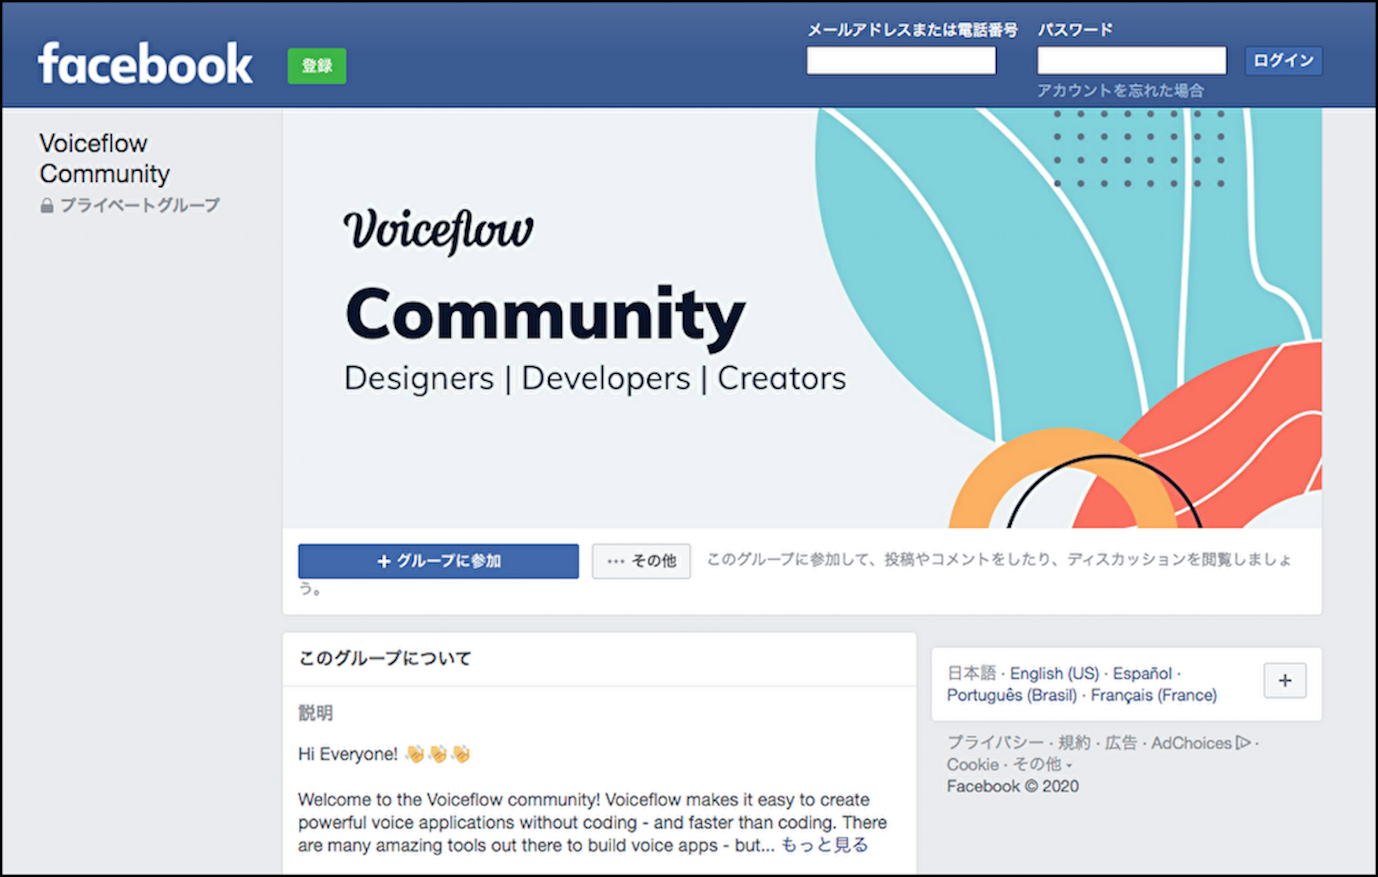 facebook
登録
メールアドレスまたは電話番号
パスワード
ログイン
アカウントを忘れた場合
Voiceflow
Community
プライベートグループ
Voiceflow
Community
Designers | Developers | Creators
+ グループに参加
··· その他
このグループに参加して、投稿やコメントをしたり、ディスカッションを閲覧しましょ
う。
このグループについて
説明
Hi Everyone! 👋👋👋
Welcome to the Voiceflow community! Voiceflow makes it easy to create
powerful voice applications without coding - and faster than coding. There
are many amazing tools out there to build voice apps - but... もっと見る
日本語 · English (US) · Español ·
Português (Brasil) · Français (France)
+
プライバシー · 規約 · 広告 · AdChoices ·
Cookie · その他
Facebook © 2020